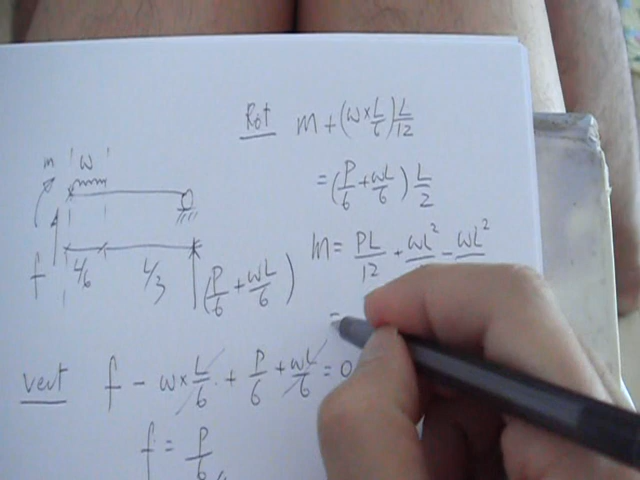 Rot m + (w × L/6) L/12
= (P/6 + wL/6) L/2
m w
m = PL/12 + wL² - wL²
f L/6 L/3 (P/6 + wL/6)
=
Vert f - w × L/6 + P/6 + wL/6 = 0
f = P/6